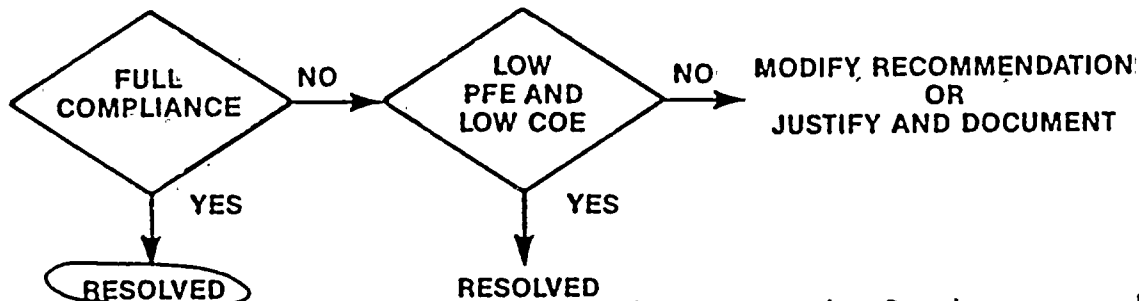 FULL
COMPLIANCE
NO
LOW
PFE AND
LOW COE
NO
MODIFY RECOMMENDATION
OR
JUSTIFY AND DOCUMENT
YES
YES
RESOLVED
RESOLVED